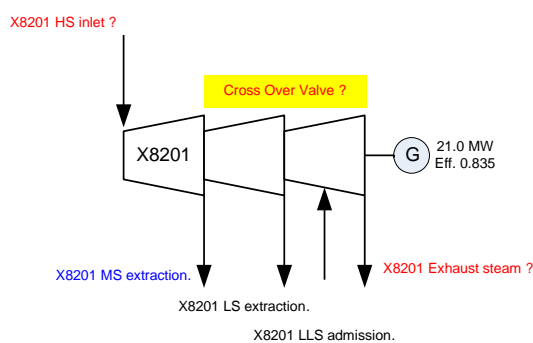 X8201 HS inlet ?
Cross Over Valve ?
X8201
G
21.0 MW
Eff. 0.835
X8201 MS extraction.
X8201 Exhaust steam ?
X8201 LS extraction.
X8201 LLS admission.